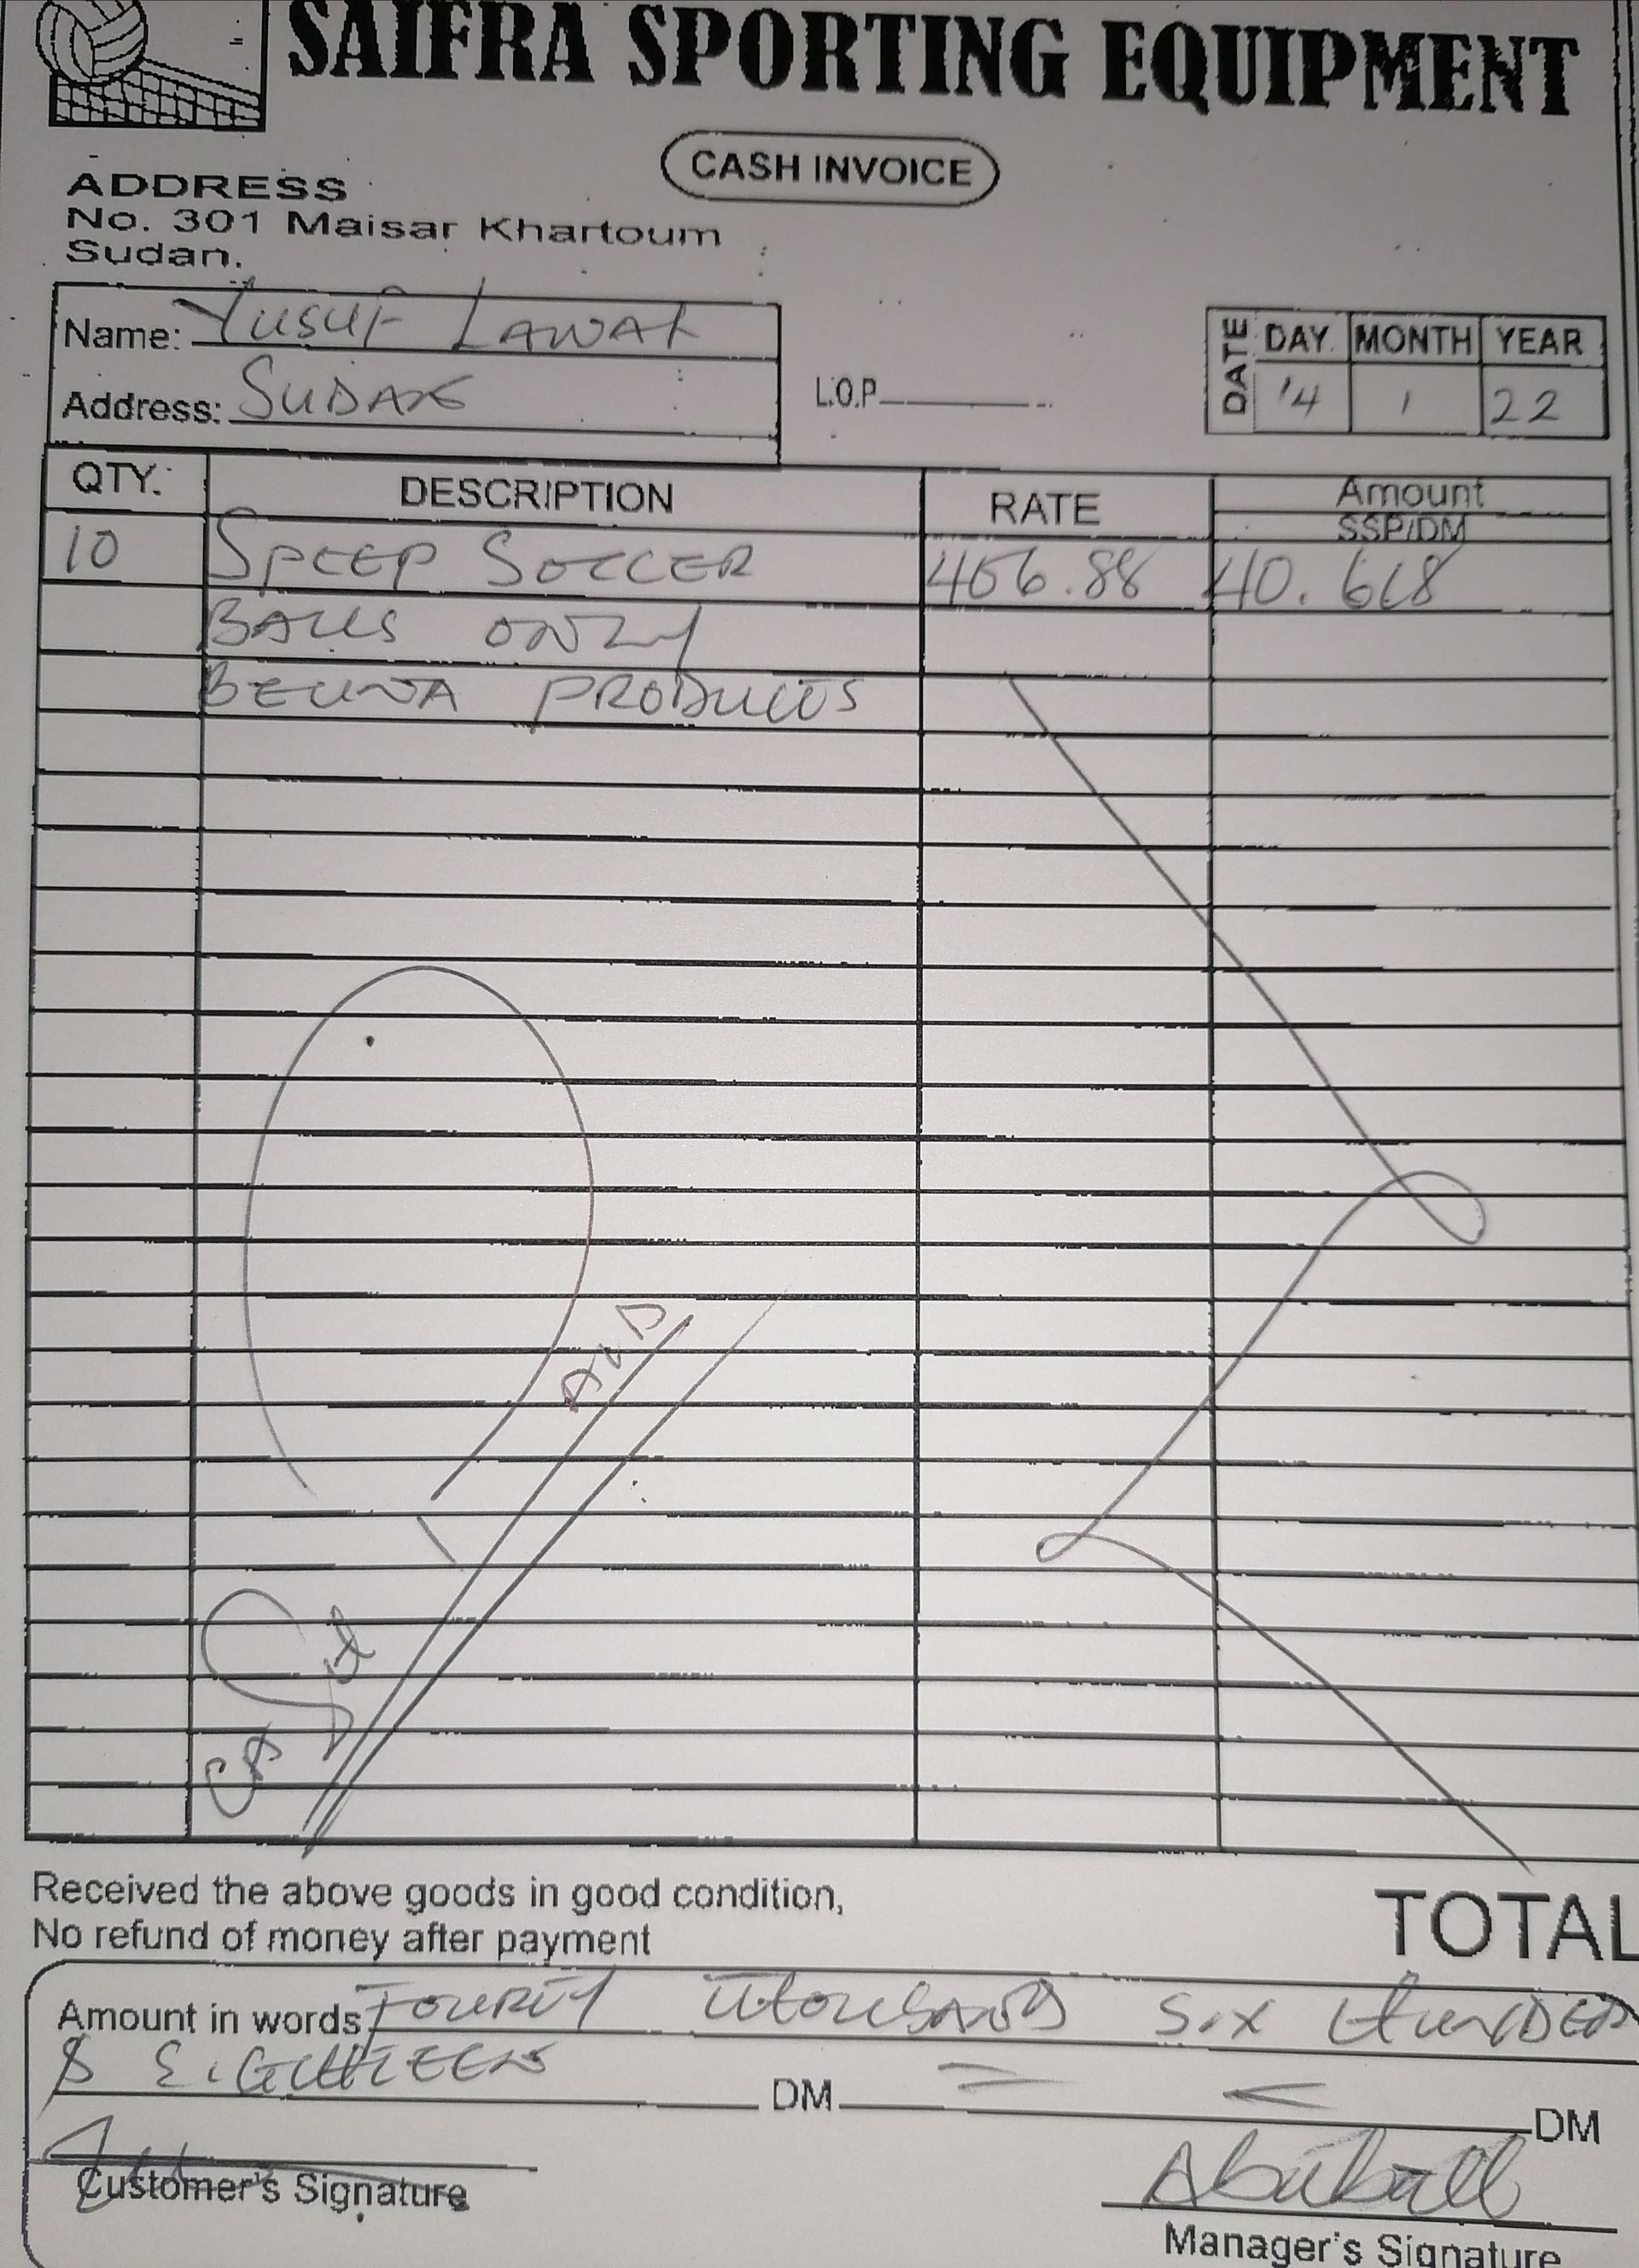 SAIFRA SPORTING EQUIPMENT
CASH INVOICE
ADDRESS
No. 301 Maisar Khartoum
Sudan.
Name: Yusuf Lawal
Address: SUDAN
L.O.P
DATE DAY MONTH YEAR
14 1 22
QTY. DESCRIPTION RATE Amount
SSP/DM
10 SPEED SOCCER 406.88 40.618
BALLS ONLY
PRODUCTS
Received the above goods in good condition,
No refund of money after payment
TOTAL
Amount in words FOURTY THOUSAND SIX HUNDRED
& EIGHTEEN DM = = DM
Customer's Signature
Manager's Signature